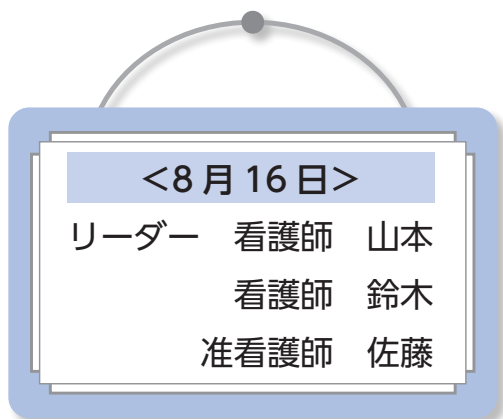 <8月16日>
リーダー　看護師　山本
看護師　鈴木
准看護師　佐藤